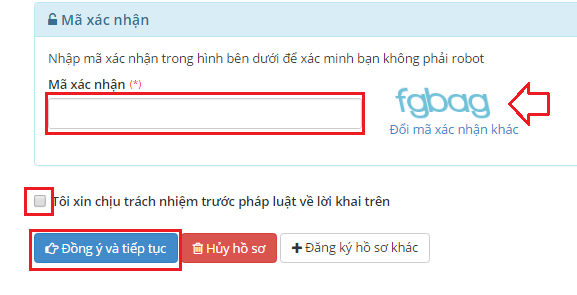 Mã xác nhận
Nhập mã xác nhận trong hình bên dưới để xác minh bạn không phải robot
Mã xác nhận (*)
fgbag
Đổi mã xác nhận khác
Tôi xin chịu trách nhiệm trước pháp luật về lời khai trên
Đồng ý và tiếp tục Hủy hồ sơ Đăng ký hồ sơ khác